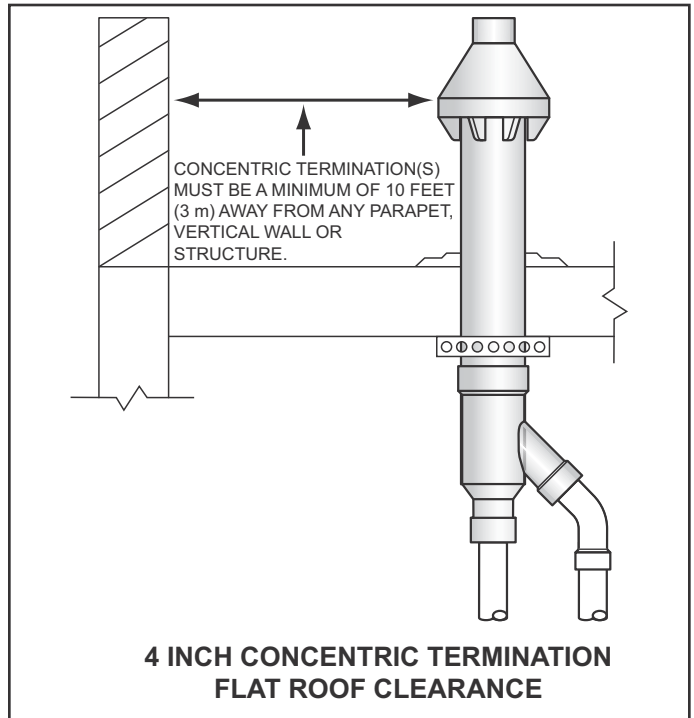 CONCENTRIC TERMINATION(S)
MUST BE A MINIMUM OF 10 FEET
(3 m) AWAY FROM ANY PARAPET,
VERTICAL WALL OR
STRUCTURE.
4 INCH CONCENTRIC TERMINATION
FLAT ROOF CLEARANCE